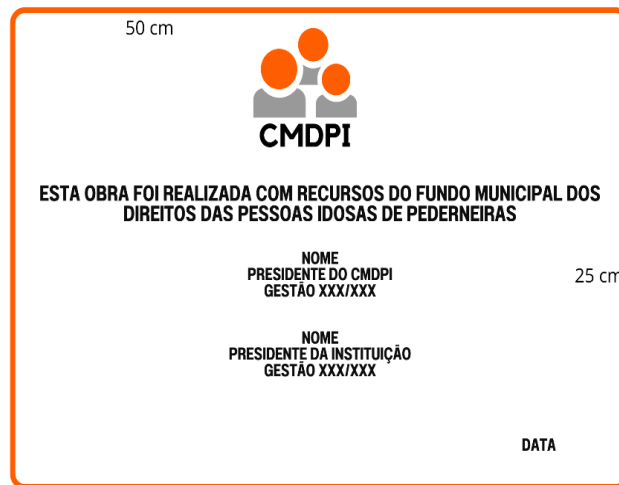 50 cm
CMDPI
ESTA OBRA FOI REALIZADA COM RECURSOS DO FUNDO MUNICIPAL DOS
DIREITOS DAS PESSOAS IDOSAS DE PEDERNEIRAS
NOME
PRESIDENTE DO CMDPI
GESTÃO XXX/XXX
25 cm
NOME
PRESIDENTE DA INSTITUIÇÃO
GESTÃO XXX/XXX
DATA